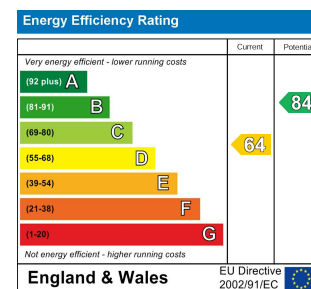 Energy Efficiency Rating
Current Potentia
Very energy efficient - lower running costs
(92 plus) A
(81-91) B
84
(69-80) C
64
(55-68) D
(39-54) E
(21-38) F
(1-20) G
Not energy efficient - higher running costs
England & Wales
EU Directive
2002/91/EC